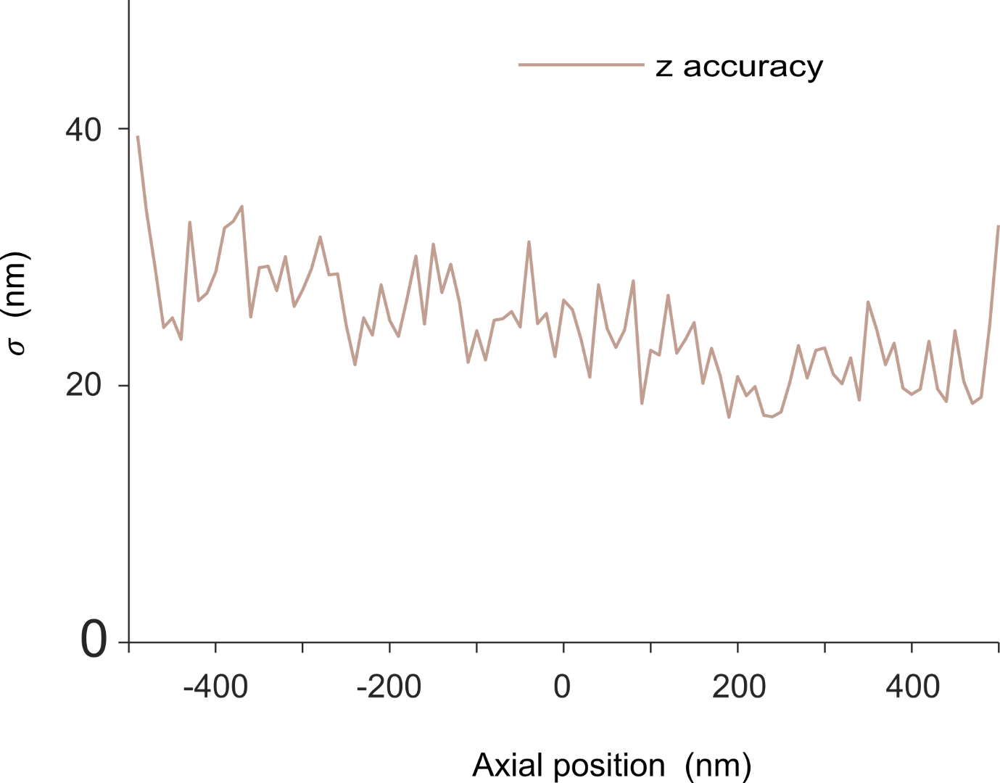 z accuracy
40
20
0
σ (nm)
-400 -200 0 200 400
Axial position (nm)